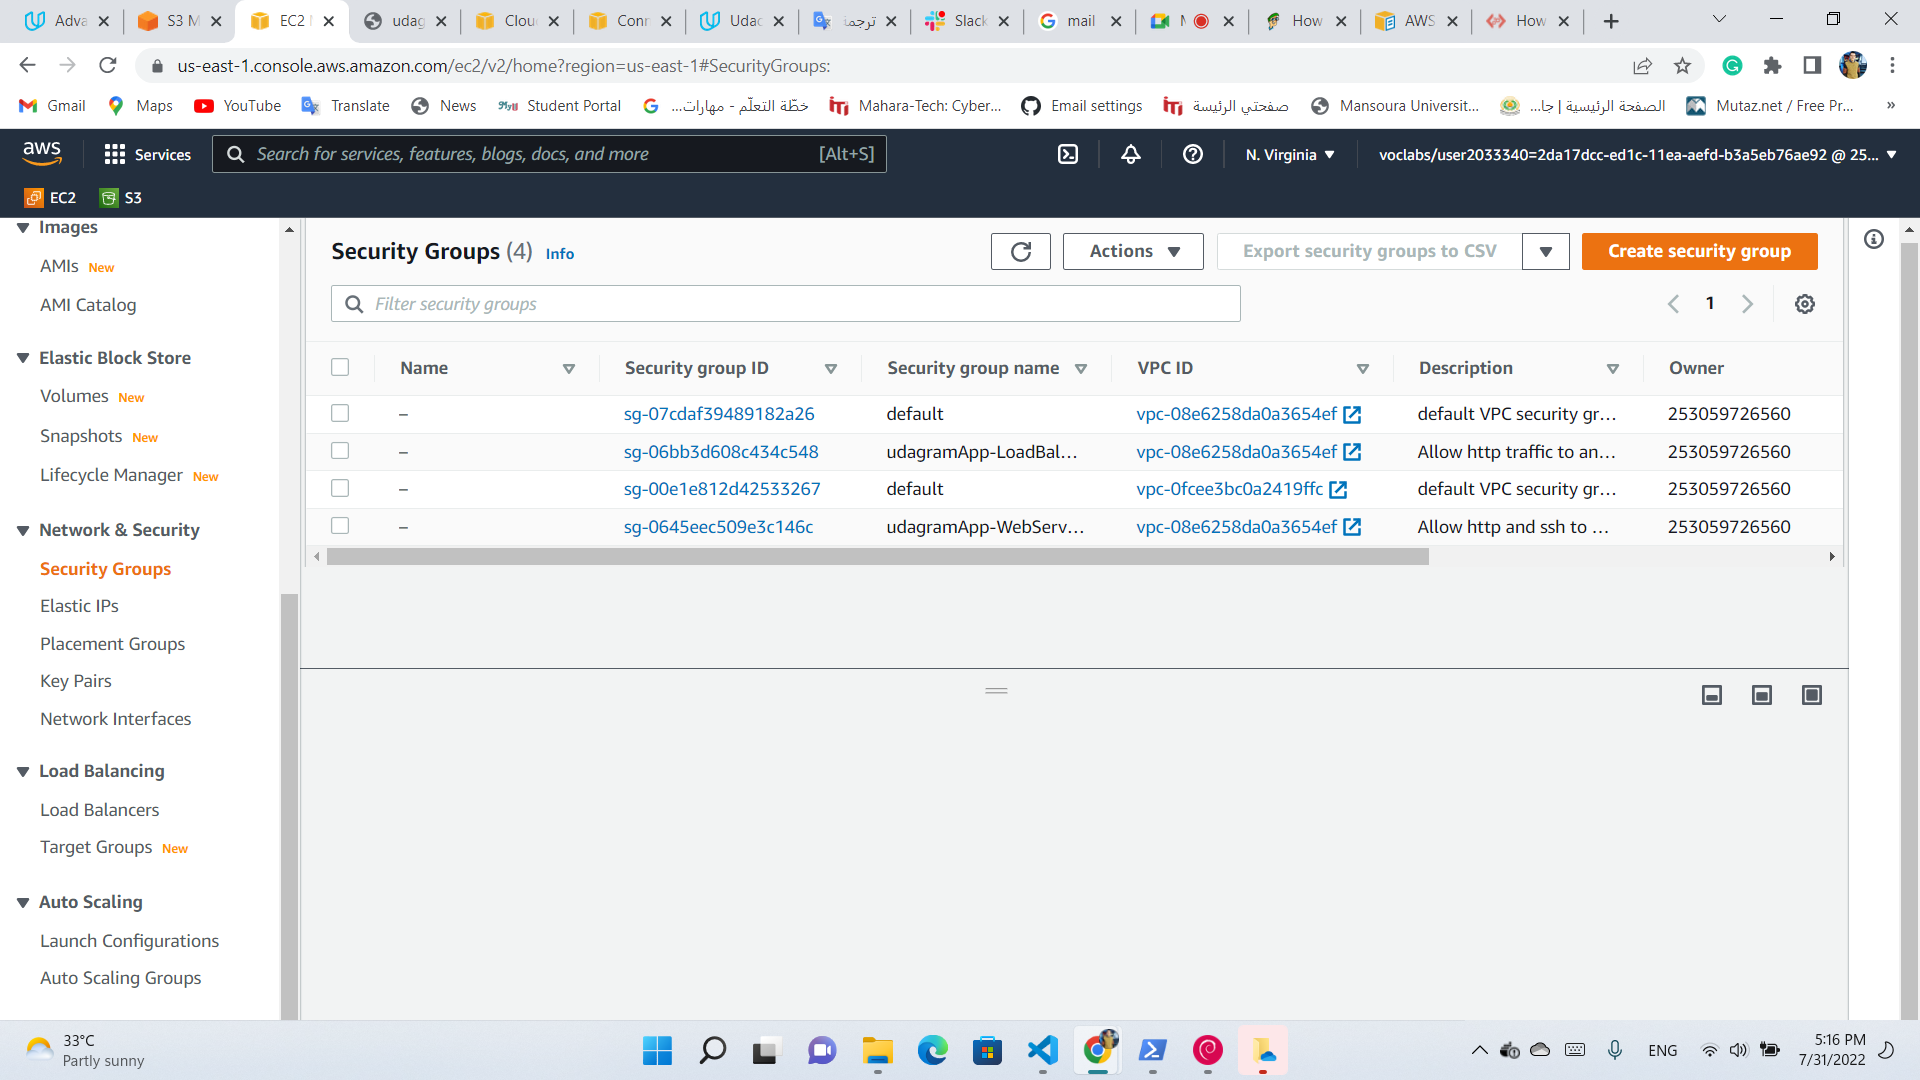 Adva
S3 M
EC2 M
udag
Clou
Conn
Udac
ترجمة
Slack
mail
How
AWS
How
us-east-1.console.aws.amazon.com/ec2/v2/home?region=us-east-1#SecurityGroups:
Gmail
Maps
YouTube
Translate
News
Student Portal
خطّة التعلّم - مهارات...
Mahara-Tech: Cyber...
Email settings
صفحتي الرئيسة
Mansoura Universit...
الصفحة الرئيسية | جا...
Mutaz.net / Free Pr...
»
aws
Services
Search for services, features, blogs, docs, and more
[Alt+S]
N. Virginia
voclabs/user2033340=2da17dcc-ed1c-11ea-aefd-b3a5eb76ae92 @ 25...
EC2
S3
Images
AMIs New
AMI Catalog
Elastic Block Store
Volumes New
Snapshots New
Lifecycle Manager New
Network & Security
Security Groups
Elastic IPs
Placement Groups
Key Pairs
Network Interfaces
Load Balancing
Load Balancers
Target Groups New
Auto Scaling
Launch Configurations
Auto Scaling Groups
Security Groups (4) Info
Actions
Export security groups to CSV
Create security group
Filter security groups
1
Name Security group ID Security group name VPC ID Description Owner
– sg-07cdaf39489182a26 default vpc-08e6258da0a3654ef default VPC security gr... 253059726560
– sg-06bb3d608c434c548 udagramApp-LoadBal... vpc-08e6258da0a3654ef Allow http traffic to an... 253059726560
– sg-00e1e812d42533267 default vpc-0fcee3bc0a2419ffc default VPC security gr... 253059726560
– sg-0645eec509e3c146c udagramApp-WebServ... vpc-08e6258da0a3654ef Allow http and ssh to ... 253059726560
33°C
Partly sunny
ENG
5:16 PM
7/31/2022